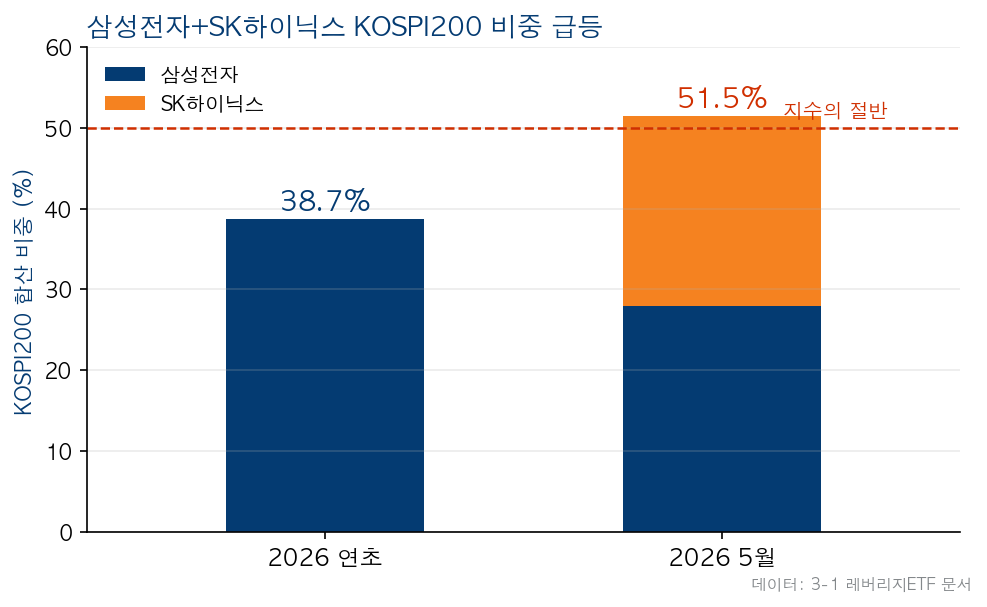 삼성전자+SK하이닉스 KOSPI200 비중 급등
삼성전자
SK하이닉스
KOSPI200 합산 비중 (%)
60
50
40
30
20
10
0
38.7%
51.5%
지수의 절반
2026 연초
2026 5월
데이터: 3-1 레버리지ETF 문서